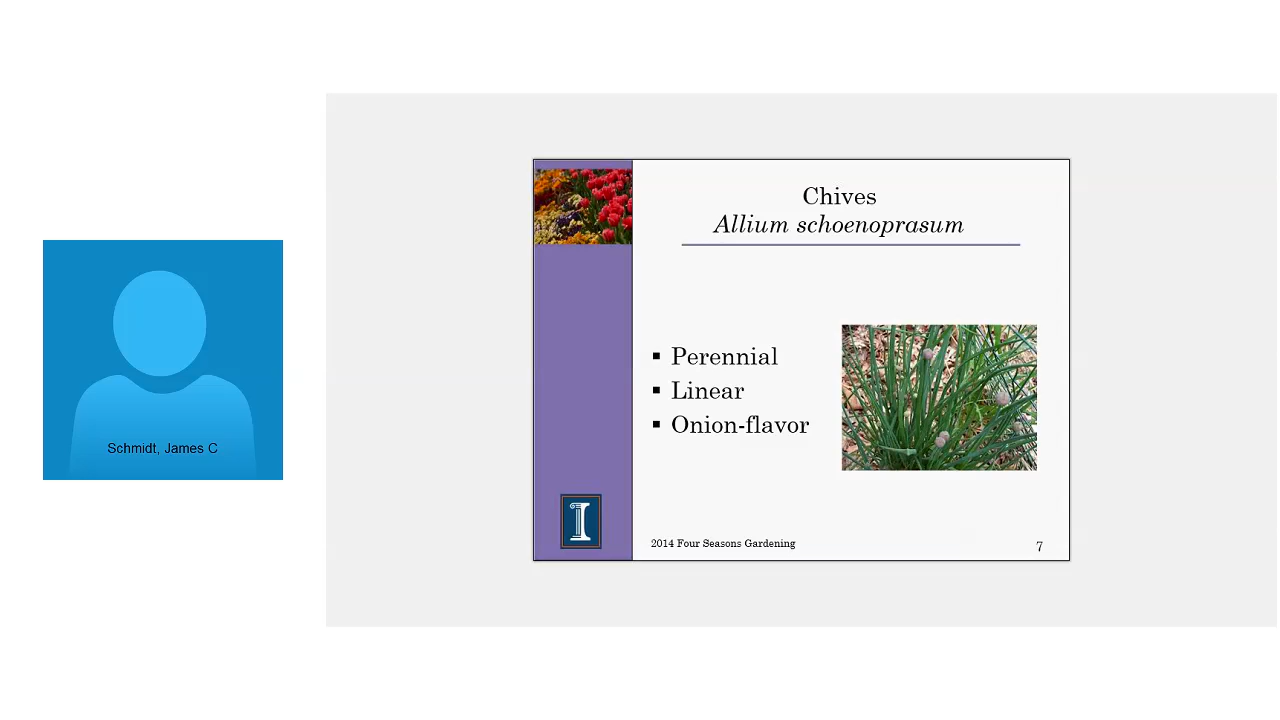 Schmidt, James C
Chives
Allium schoenoprasum
▪ Perennial
▪ Linear
▪ Onion-flavor
I
2014 Four Seasons Gardening
7